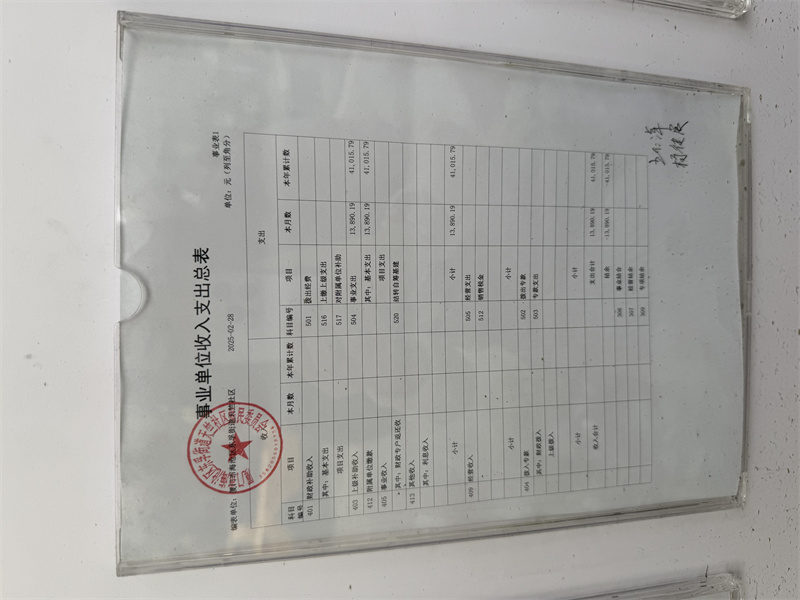 事业单位收入支出总表
事业表1
编表单位: 海 街道天竺社区 2025-02-28 单位: 元 (列至角分)
收入 支出
科目编号 项目 本月数 本年累计数 科目编号 项目 本月数 本年累计数
401 财政补助收入 501 拨出经费
其中: 基本支出 516 上缴上级支出
项目支出 517 对附属单位补助
403 上级补助收入 504 事业支出 13,890.19 41,015.79
412 附属单位缴款 其中: 基本支出 13,890.19 41,015.79
405 事业收入 项目支出
其中: 财政专户返还收 520 结转自筹基建
413 其他收入
其中: 利息收入
小计 小计 13,890.19 41,015.79
409 经营收入 505 经营支出
512 销售税金
小计 小计
404 拨入专款 502 拨出专款
其中: 财政拨入 503 专款支出
上级拨入
小计 小计
收入合计 支出合计 13,890.19 41,015.79
结余 -13,890.19 -41,015.79
306 事业结余
307 经营结余
309 专项结余